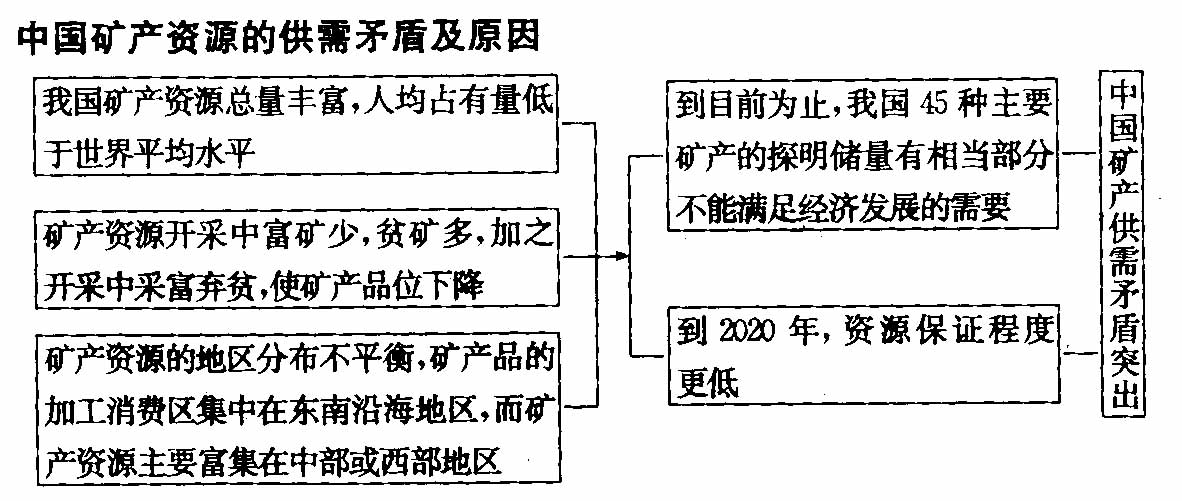 中国矿产资源的供需矛盾及原因
我国矿产资源总量丰富,人均占有量低
于世界平均水平
矿产资源开采中富矿少,贫矿多,加之
开采中采富弃贫,使矿产品位下降
矿产资源的地区分布不平衡,矿产品的
加工消费区集中在东南沿海地区,而矿
产资源主要富集在中部或西部地区
到目前为止,我国 45 种主要
矿产的探明储量有相当部分
不能满足经济发展的需要
到 2020 年,资源保证程度
更低
中国矿产供需矛盾突出